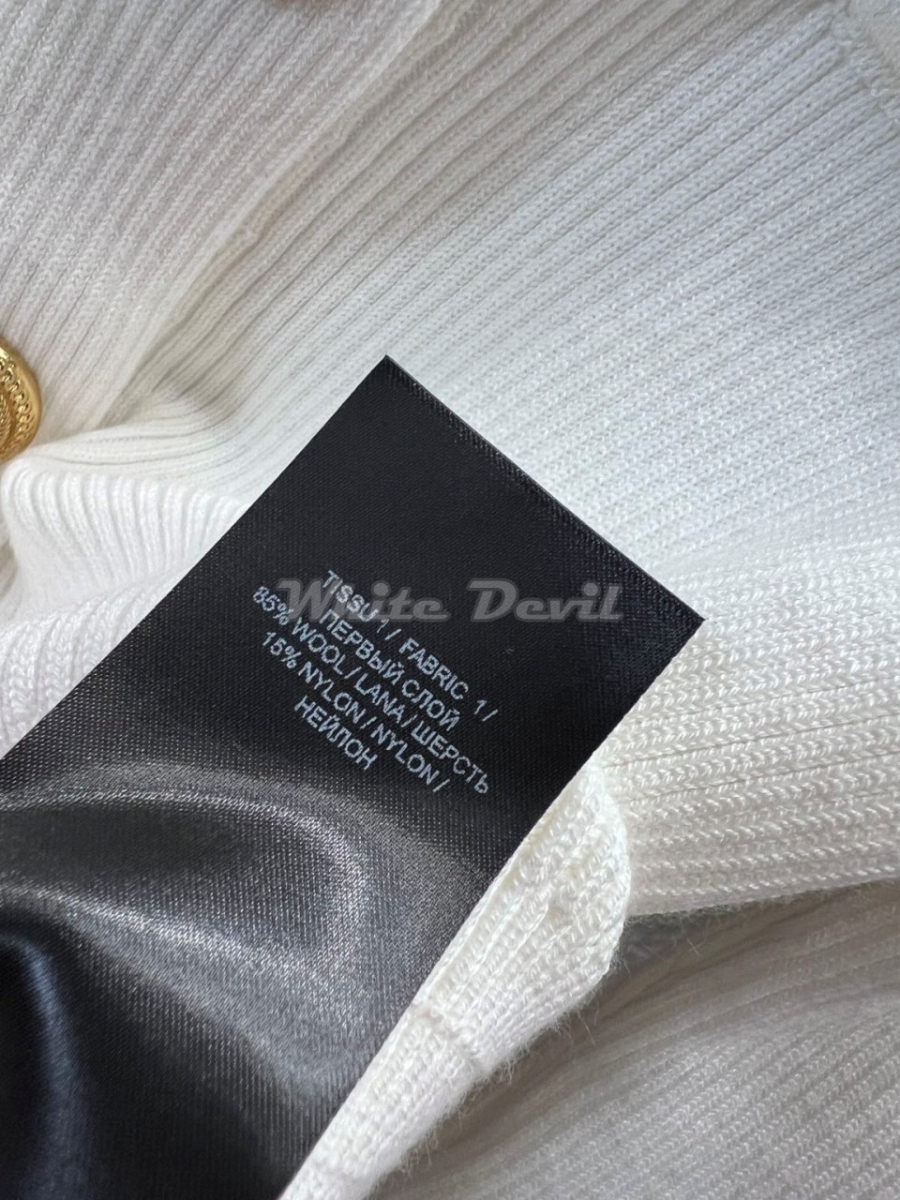 White Devil
TISSU 1 / FABRIC 1 /
ПЕРВЫЙ СЛОЙ
85% WOOL / LANA / ШЕРСТЬ
15% NYLON / NYLON /
НЕЙЛОН